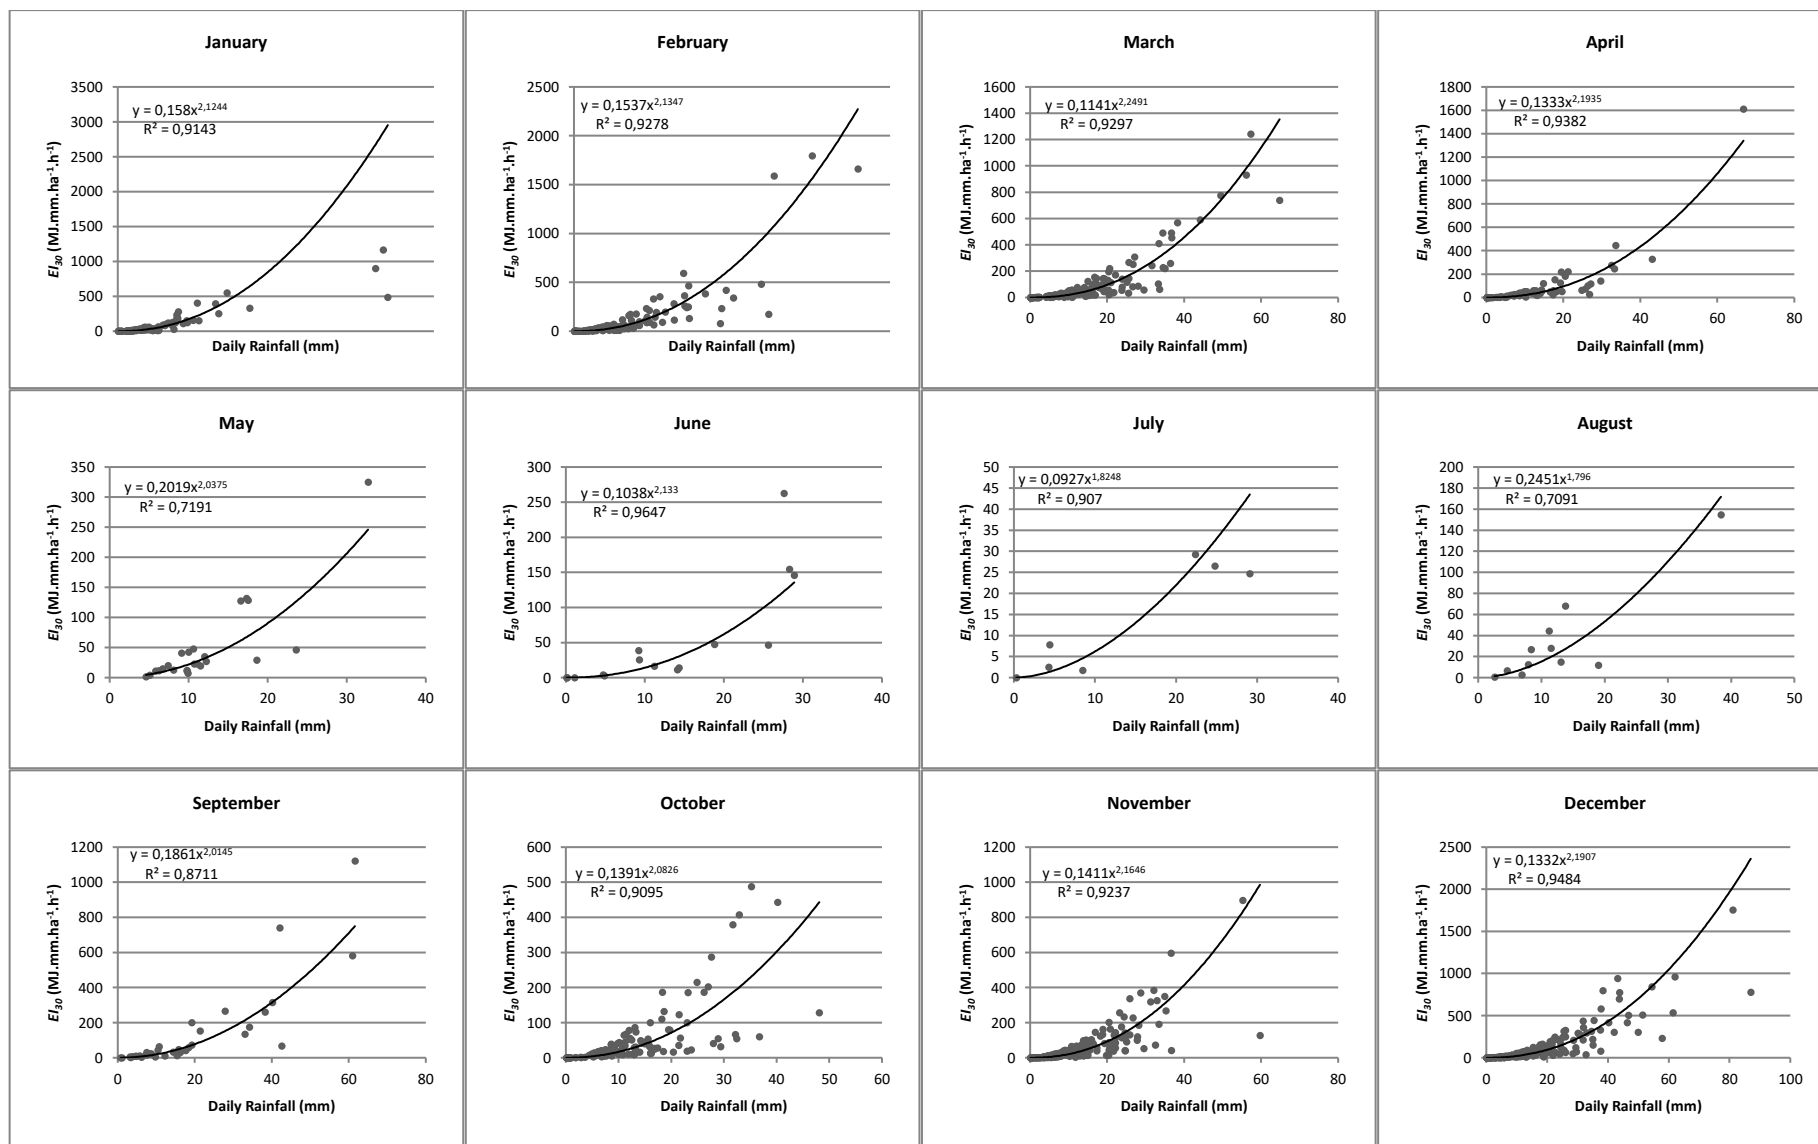 January
3500
3000
2500
2000
1500
1000
500
0
y = 0,158x^2,1244
R² = 0,9143
EI30 (MJ.mm.ha⁻¹.h⁻¹)
Daily Rainfall (mm)
February
2500
2000
1500
1000
500
0
y = 0,1537x^2,1347
R² = 0,9278
EI30 (MJ.mm.ha⁻¹.h⁻¹)
Daily Rainfall (mm)
March
1600
1400
1200
1000
800
600
400
200
0
y = 0,1141x^2,2491
R² = 0,9297
EI30 (MJ.mm.ha⁻¹.h⁻¹)
0 20 40 60 80
Daily Rainfall (mm)
April
1800
1600
1400
1200
1000
800
600
400
200
0
y = 0,1333x^2,1935
R² = 0,9382
EI30 (MJ.mm.ha⁻¹.h⁻¹)
0 20 40 60 80
Daily Rainfall (mm)
May
350
300
250
200
150
100
50
0
y = 0,2019x^2,0375
R² = 0,7191
EI30 (MJ.mm.ha⁻¹.h⁻¹)
0 10 20 30 40
Daily Rainfall (mm)
June
300
250
200
150
100
50
0
y = 0,1038x^2,133
R² = 0,9647
EI30 (MJ.mm.ha⁻¹.h⁻¹)
0 10 20 30 40
Daily Rainfall (mm)
July
50
45
40
35
30
25
20
15
10
5
0
y = 0,0927x^1,8248
R² = 0,907
EI30 (MJ.mm.ha⁻¹.h⁻¹)
0 10 20 30 40
Daily Rainfall (mm)
August
200
180
160
140
120
100
80
60
40
20
0
y = 0,2451x^1,796
R² = 0,7091
EI30 (MJ.mm.ha⁻¹.h⁻¹)
0 10 20 30 40 50
Daily Rainfall (mm)
September
1200
1000
800
600
400
200
0
y = 0,1861x^2,0145
R² = 0,8711
EI30 (MJ.mm.ha⁻¹.h⁻¹)
0 20 40 60 80
Daily Rainfall (mm)
October
600
500
400
300
200
100
0
y = 0,1391x^2,0826
R² = 0,9095
EI30 (MJ.mm.ha⁻¹.h⁻¹)
0 10 20 30 40 50 60
Daily Rainfall (mm)
November
1200
1000
800
600
400
200
0
y = 0,1411x^2,1646
R² = 0,9237
EI30 (MJ.mm.ha⁻¹.h⁻¹)
0 20 40 60 80
Daily Rainfall (mm)
December
2500
2000
1500
1000
500
0
y = 0,1332x^2,1907
R² = 0,9484
EI30 (MJ.mm.ha⁻¹.h⁻¹)
0 20 40 60 80 100
Daily Rainfall (mm)